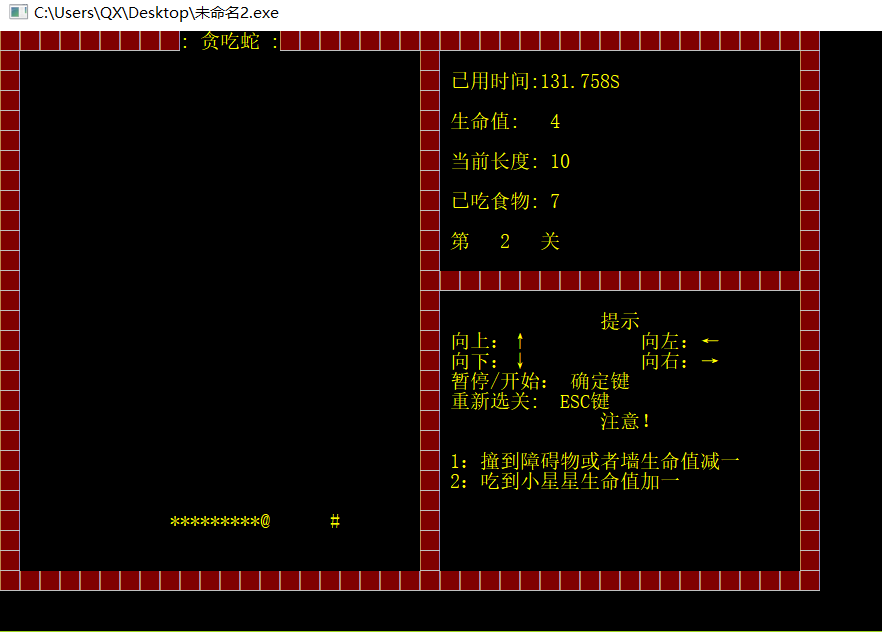 C:\Users\QX\Desktop\未命名2.exe
: 贪吃蛇 :
已用时间:131.758S
生命值: 4
当前长度: 10
已吃食物: 7
第 2 关
提示
向上: ↑ 向左: ←
向下: ↓ 向右: →
暂停/开始: 确定键
重新选关: ESC键
注意!
1: 撞到障碍物或者墙生命值减一
2: 吃到小星星生命值加一
*********@ #